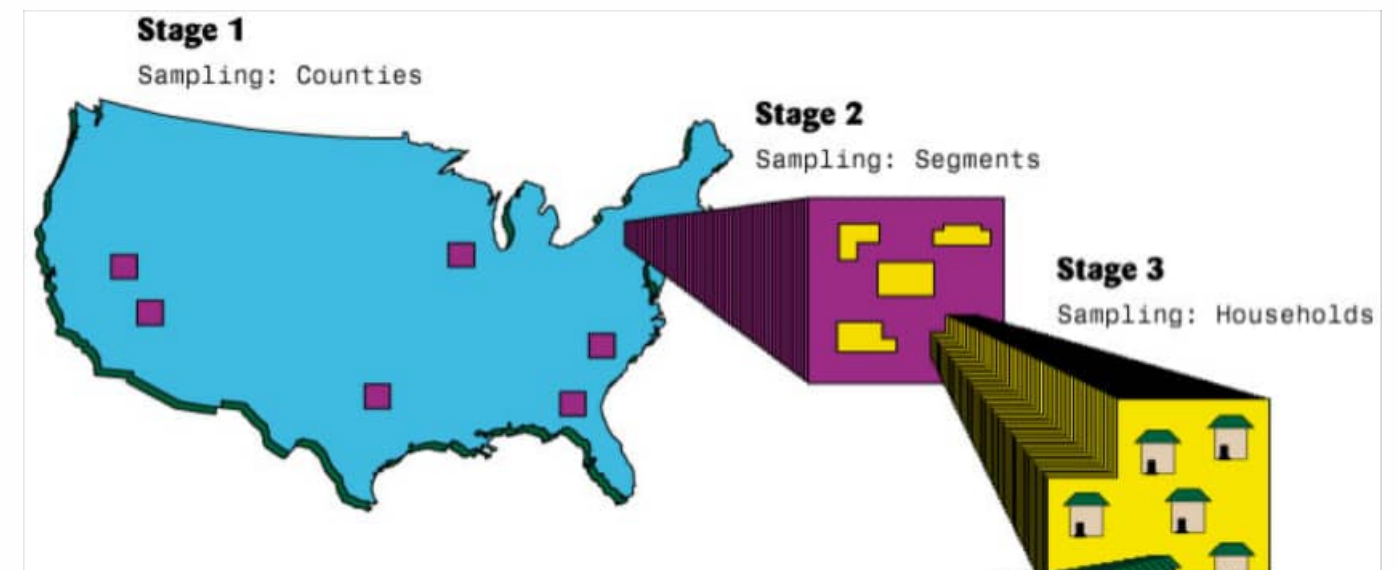 Stage 1
Sampling: Counties
Stage 2
Sampling: Segments
Stage 3
Sampling: Households